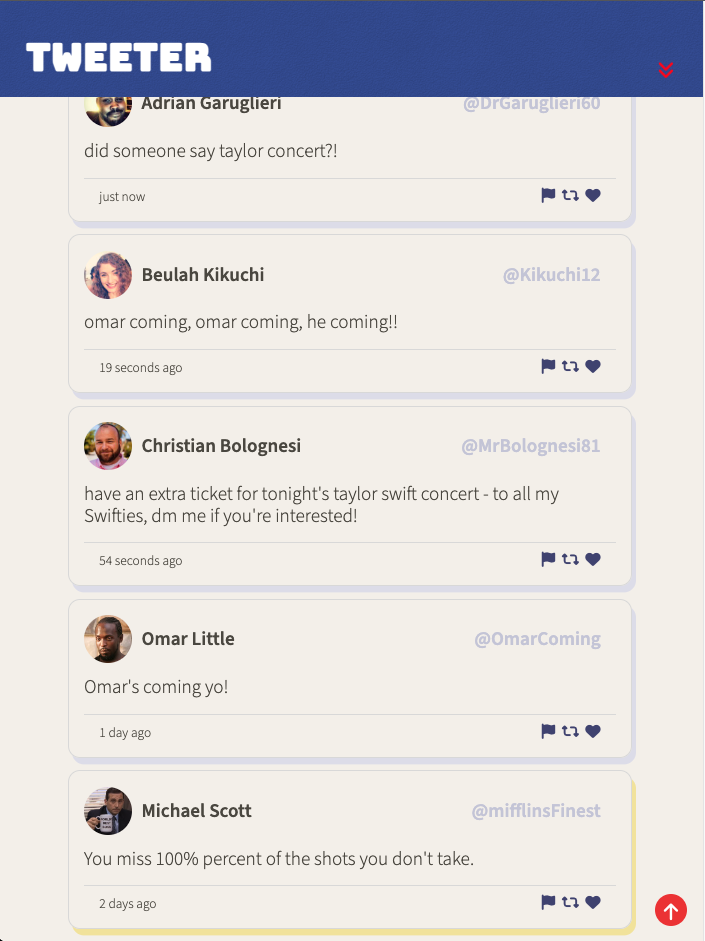 TWEETER
Adrian Garuglieri
@DrGaruglieri60
did someone say taylor concert?!
just now
Beulah Kikuchi
@Kikuchi12
omar coming, omar coming, he coming!!
19 seconds ago
Christian Bolognesi
@MrBolognesi81
have an extra ticket for tonight's taylor swift concert - to all my
Swifties, dm me if you're interested!
54 seconds ago
Omar Little
@OmarComing
Omar's coming yo!
1 day ago
Michael Scott
@mifflinsFinest
You miss 100% percent of the shots you don't take.
2 days ago